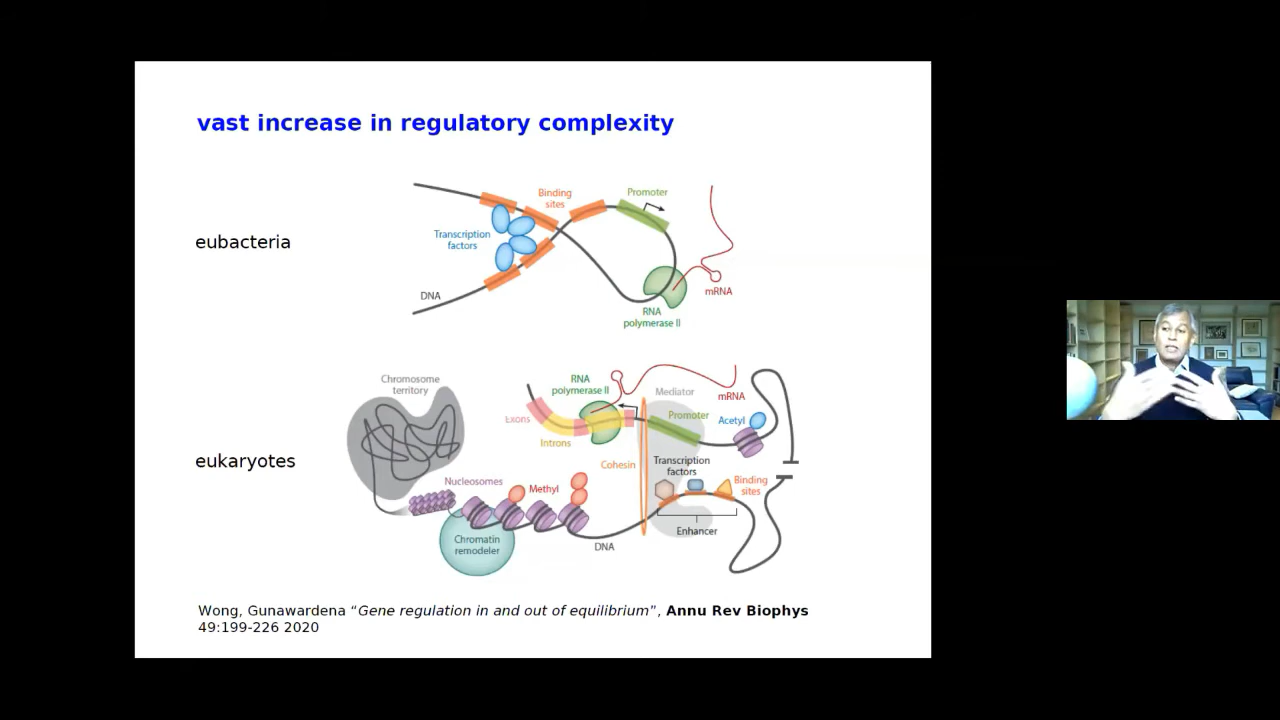 vast increase in regulatory complexity
eubacteria
Binding
sites
Promoter
Transcription
factors
DNA
mRNA
RNA
polymerase II
eukaryotes
Chromosome
territory
RNA
polymerase II
Mediator
mRNA
Exons
Promoter
Acetyl
Introns
Cohesin
Transcription
factors
Nucleosomes
Methyl
Binding
sites
Enhancer
Chromatin
remodeler
DNA
Wong, Gunawardena “Gene regulation in and out of equilibrium”, Annu Rev Biophys
49:199-226 2020